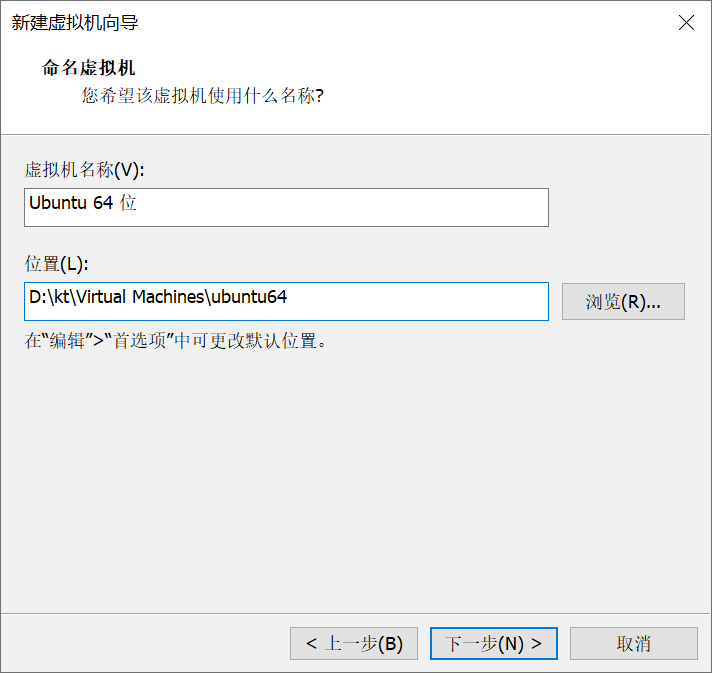 新建虚拟机向导
命名虚拟机
您希望该虚拟机使用什么名称?
虚拟机名称(V):
Ubuntu 64 位
位置(L):
D:\kt\Virtual Machines\ubuntu64
浏览(R)...
在“编辑”>“首选项”中可更改默认位置。
< 上一步(B)
下一步(N) >
取消